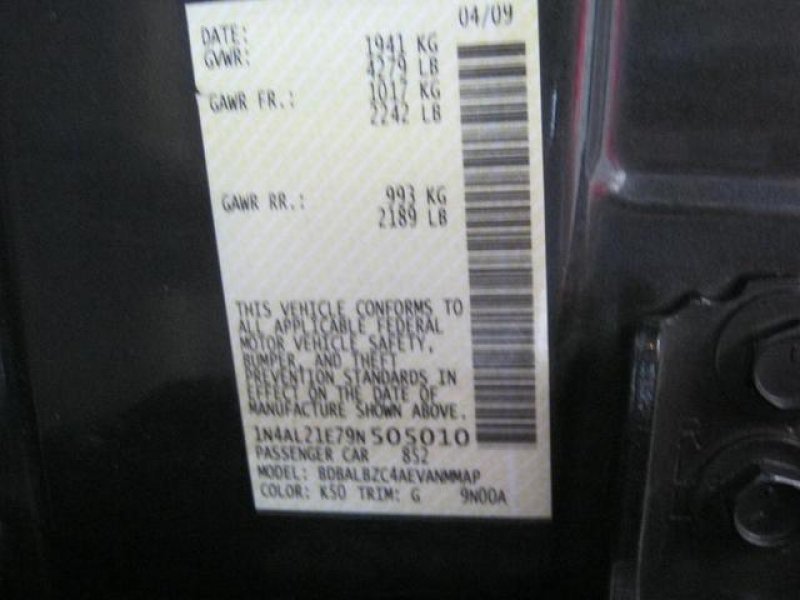 DATE: 04/09
GVWR: 1941 KG
4279 LB
GAWR FR.: 1017 KG
2242 LB
GAWR RR.: 993 KG
2189 LB
THIS VEHICLE CONFORMS TO
ALL APPLICABLE FEDERAL
MOTOR VEHICLE SAFETY,
BUMPER, AND THEFT
PREVENTION STANDARDS IN
EFFECT ON THE DATE OF
MANUFACTURE SHOWN ABOVE.
1N4AL21E79N505010
PASSENGER CAR 852
MODEL: BDBALBZC4AEVANMMAP
COLOR: K50 TRIM: G 9N00A